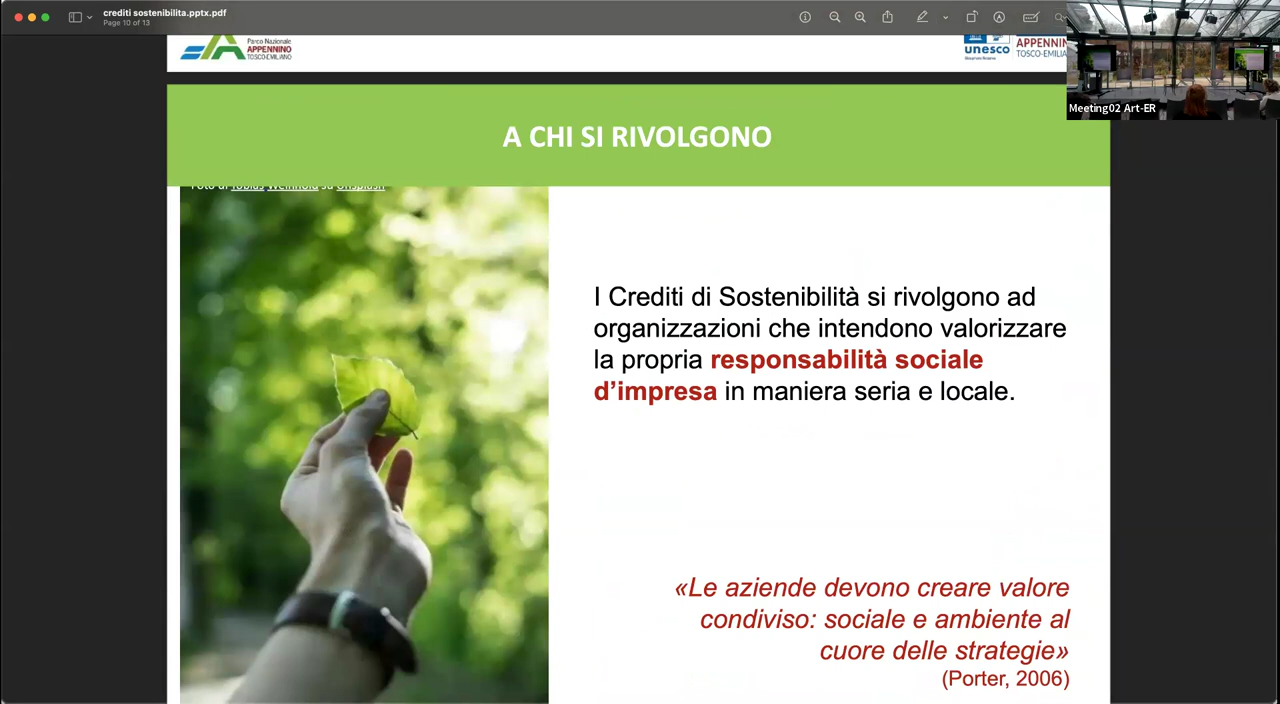 crediti sostenibilita.pptx.pdf
Page 10 of 13
Parco Nazionale
APPENNINO
TOSCO-EMILIANO
unesco
APPENNIN
TOSCO-EMILIA
Meeting02 Art-ER
A CHI SI RIVOLGONO
Foto di Tobias Weinhold su Unsplash
I Crediti di Sostenibilità si rivolgono ad
organizzazioni che intendono valorizzare
la propria responsabilità sociale
d’impresa in maniera seria e locale.
«Le aziende devono creare valore
condiviso: sociale e ambiente al
cuore delle strategie»
(Porter, 2006)